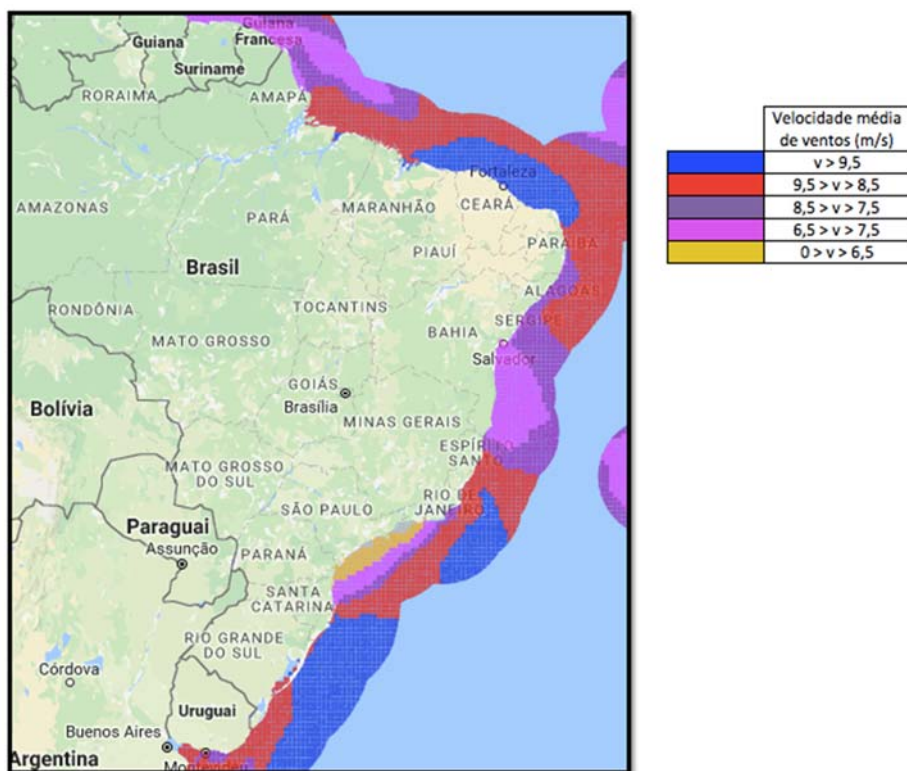 Guiana
Francesa
Guiana
Suriname
RORAIMA
AMAPÁ
Fortaleza
AMAZONAS
PARÁ
MARANHÃO
CEARÁ
PIAUÍ
PARAÍBA
Brasil
ALAGOAS
RONDÔNIA
TOCANTINS
SERGIPE
BAHIA
MATO GROSSO
Salvador
GOIÁS
Brasília
Bolívia
MINAS GERAIS
ESPÍRITO
SANTO
MATO GROSSO
DO SUL
RIO DE
JANEIRO
SÃO PAULO
Paraguai
Assunção
PARANÁ
SANTA
CATARINA
RIO GRANDE
DO SUL
Córdova
Uruguai
Buenos Aires
Argentina
Montevidéu
Velocidade média
de ventos (m/s)
v > 9,5
9,5 > v > 8,5
8,5 > v > 7,5
6,5 > v > 7,5
0 > v > 6,5